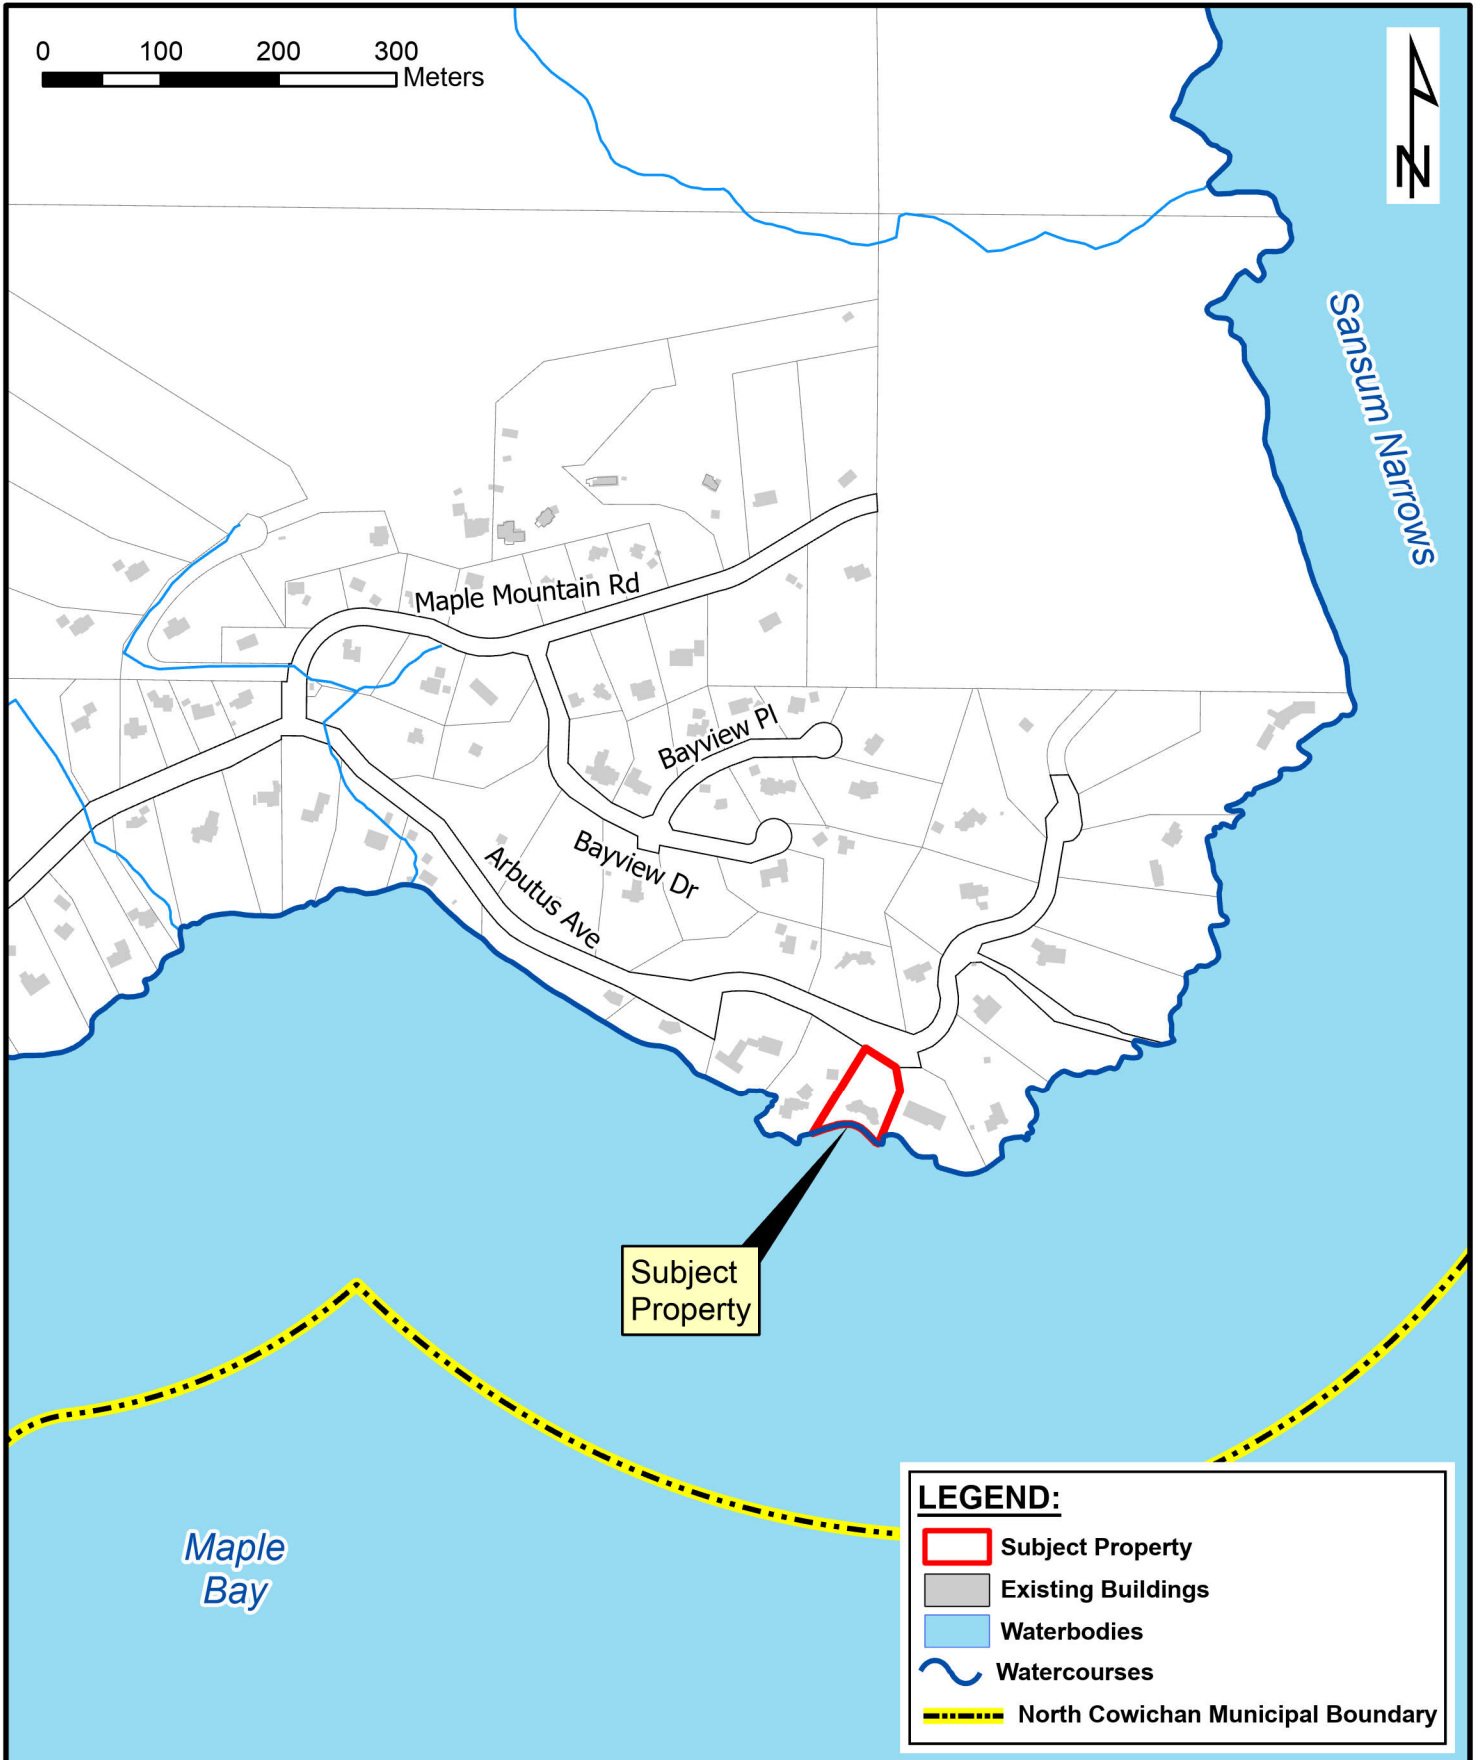 0 100 200 300
Meters
N
Sansum Narrows
Maple Mountain Rd
Bayview Pl
Bayview Dr
Arbutus Ave
Subject
Property
Maple
Bay
LEGEND:
Subject Property
Existing Buildings
Waterbodies
Watercourses
North Cowichan Municipal Boundary